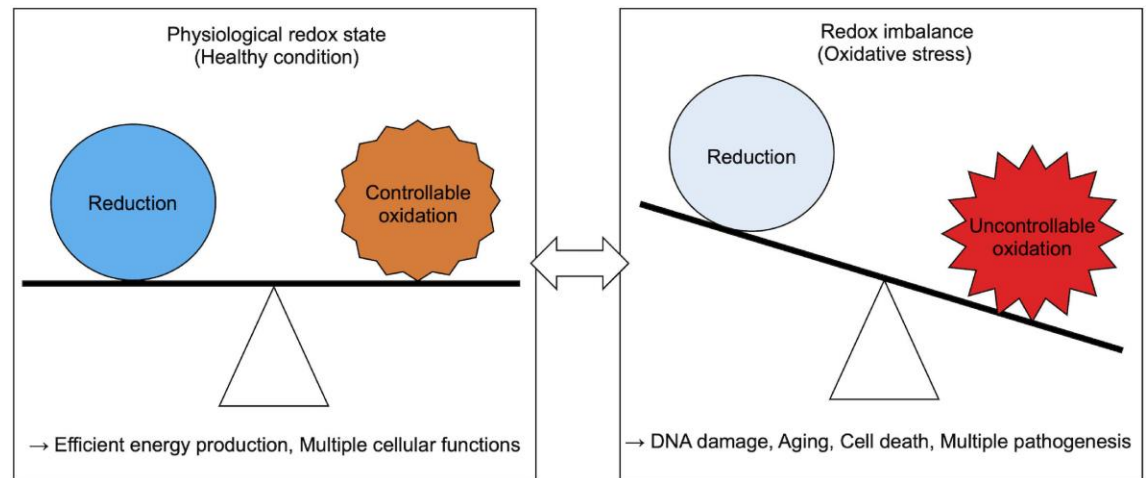 Physiological redox state
(Healthy condition)
Reduction
Controllable
oxidation
→ Efficient energy production, Multiple cellular functions
Redox imbalance
(Oxidative stress)
Reduction
Uncontrollable
oxidation
→ DNA damage, Aging, Cell death, Multiple pathogenesis